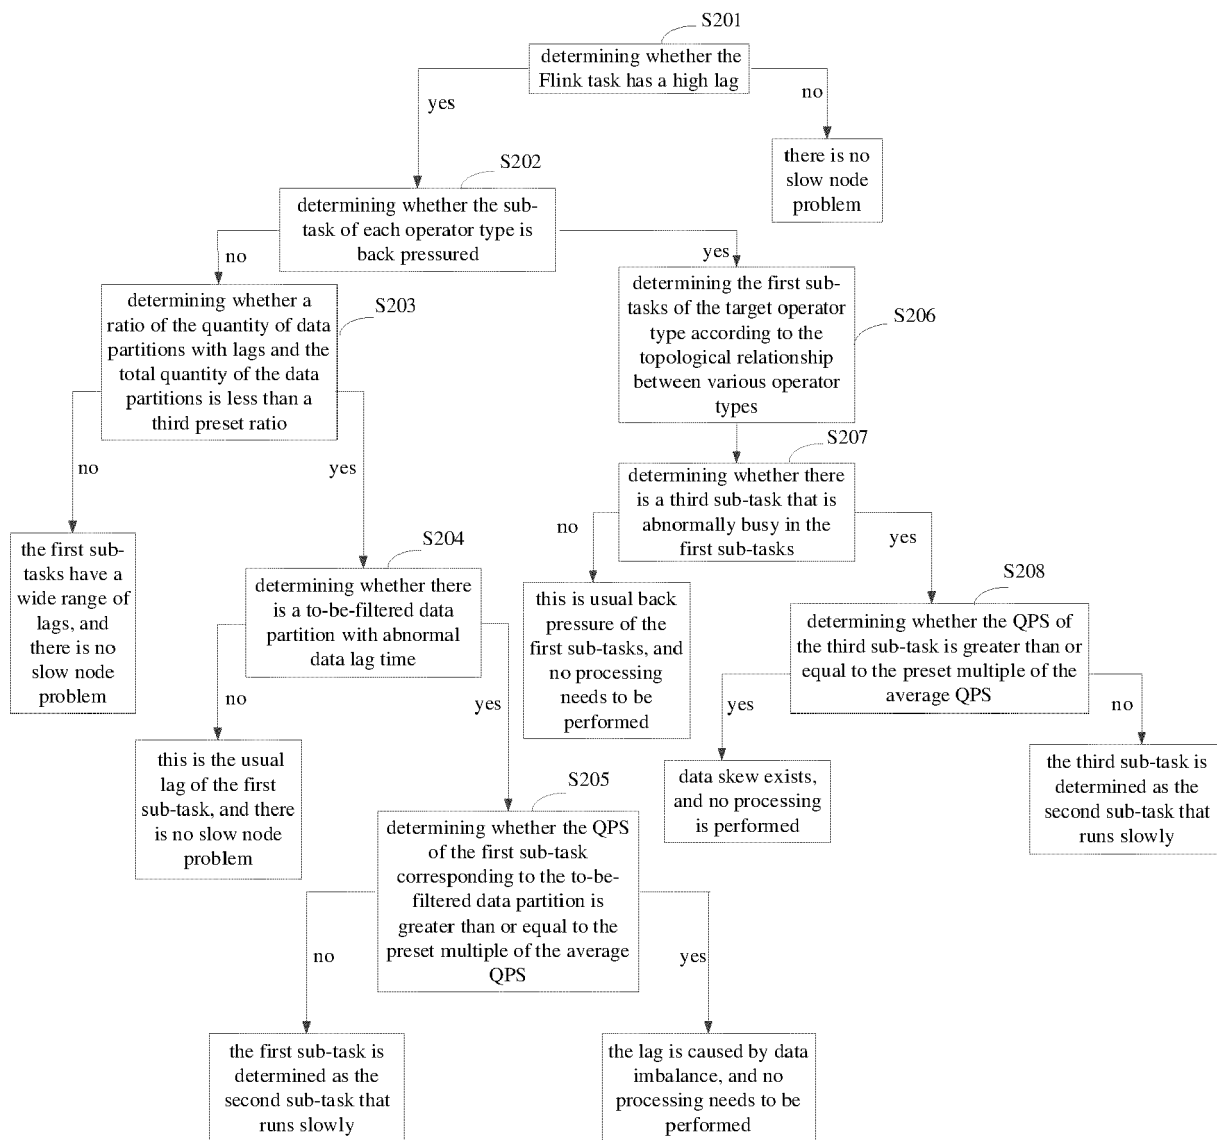 S201
determining whether the
Flink task has a high lag
yes
no
there is no
slow node
problem
S202
determining whether the sub-
task of each operator type is
back pressured
no
yes
determining whether a
ratio of the quantity of data
partitions with lags and the
total quantity of the data
partitions is less than a
third preset ratio
S203
determining the first sub-
tasks of the target operator
type according to the
topological relationship
between various operator
types
S206
no
yes
S207
determining whether there
is a third sub-task that is
abnormally busy in the
first sub-tasks
no
yes
the first sub-
tasks have a
wide range of
lags, and
there is no
slow node
problem
S204
determining whether there
is a to-be-filtered data
partition with abnormal
data lag time
this is usual back
pressure of the
first sub-tasks, and
no processing
needs to be
performed
S208
determining whether the QPS of
the third sub-task is greater than or
equal to the preset multiple of the
average QPS
no
yes
yes
no
this is the usual
lag of the first
sub-task, and there
is no slow node
problem
S205
determining whether the QPS
of the first sub-task
corresponding to the to-be-
filtered data partition is
greater than or equal to the
preset multiple of the average
QPS
data skew exists,
and no processing
is performed
the third sub-task is
determined as the
second sub-task that
runs slowly
no
yes
the first sub-task is
determined as the
second sub-task that
runs slowly
the lag is caused by data
imbalance, and no
processing needs to be
performed